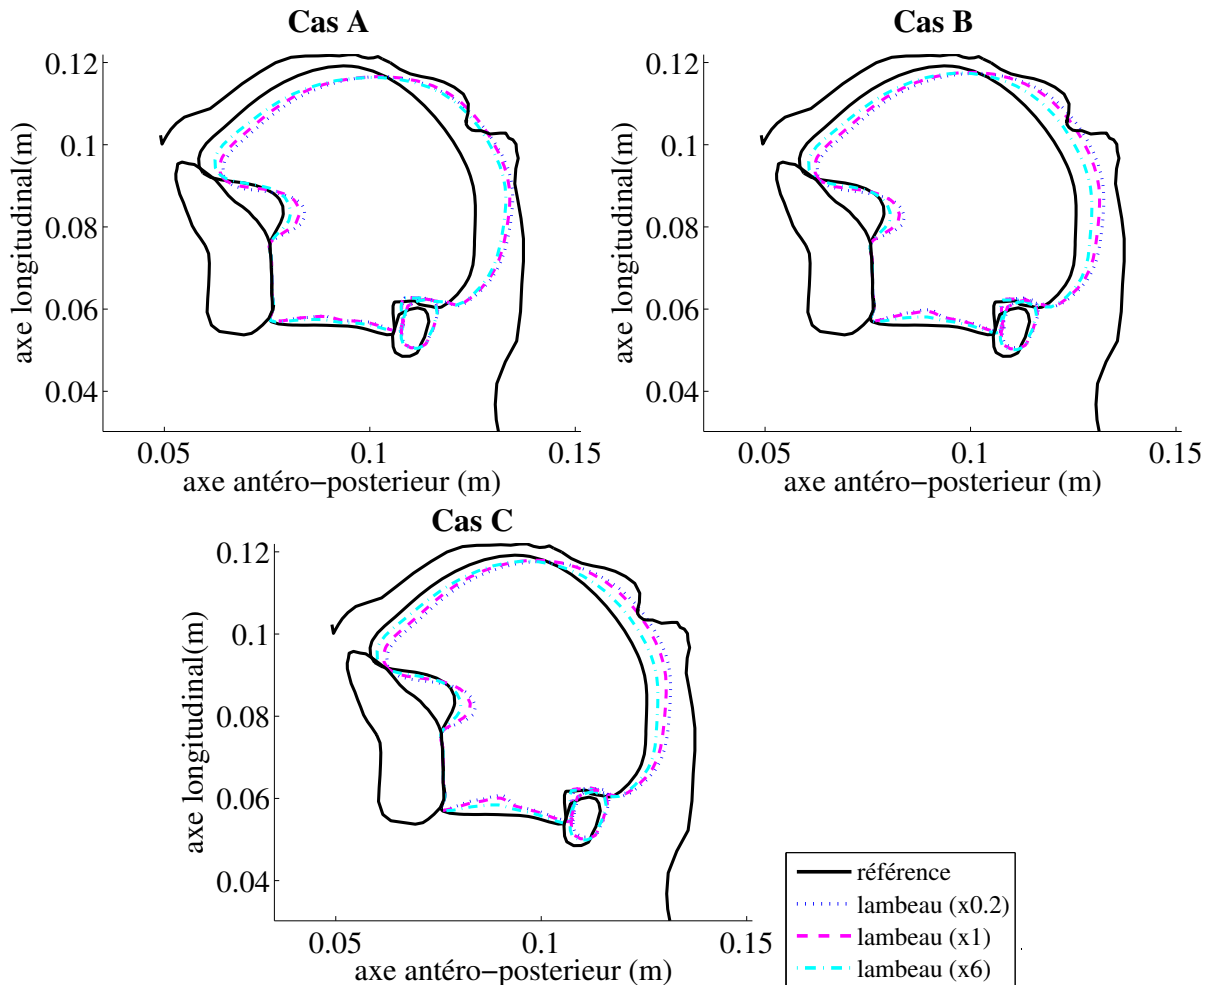 Cas A
0.12
0.1
0.08
0.06
0.04
axe longitudinal(m)
0.05 0.1 0.15
axe antéro−posterieur (m)
Cas B
0.12
0.1
0.08
0.06
0.04
axe longitudinal(m)
0.05 0.1 0.15
axe antéro−posterieur (m)
Cas C
0.12
0.1
0.08
0.06
0.04
axe longitudinal(m)
0.05 0.1 0.15
axe antéro−posterieur (m)
référence
lambeau (x0.2)
lambeau (x1)
lambeau (x6)